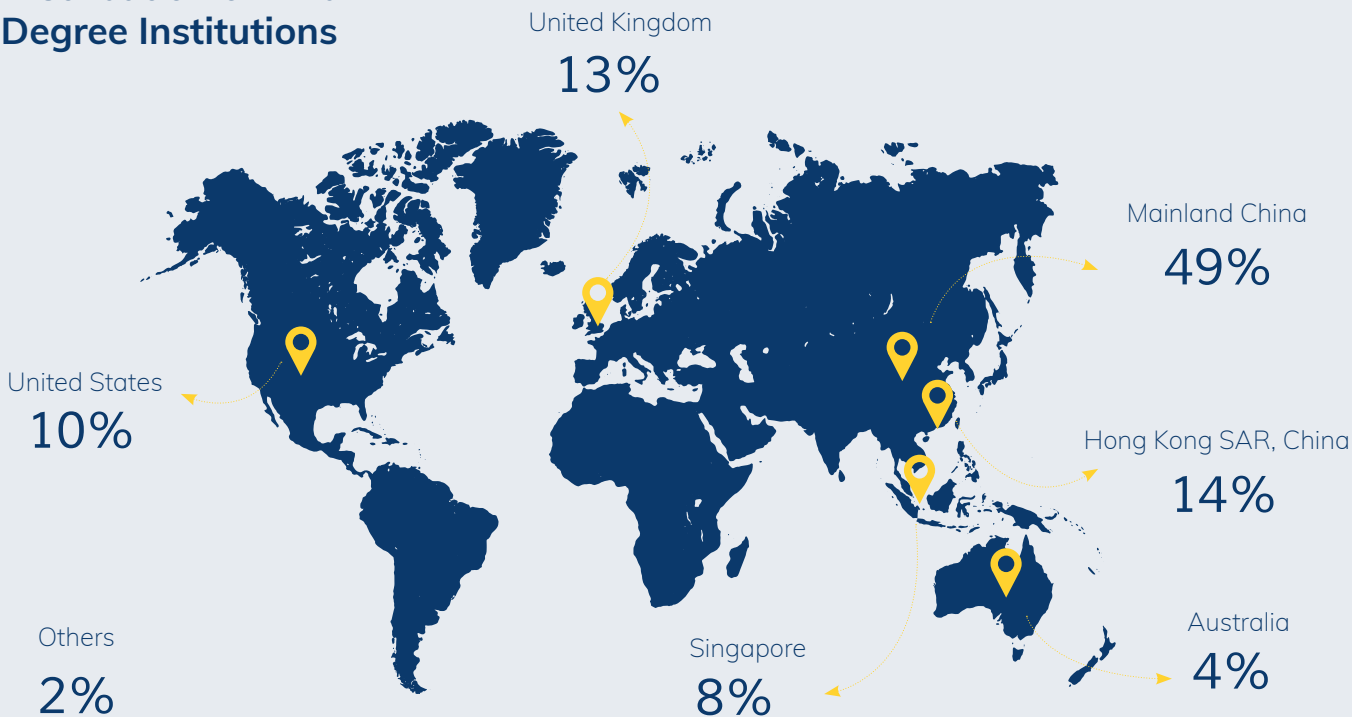 Degree Institutions
United Kingdom
13%
Mainland China
49%
United States
10%
Hong Kong SAR, China
14%
Others
2%
Singapore
8%
Australia
4%